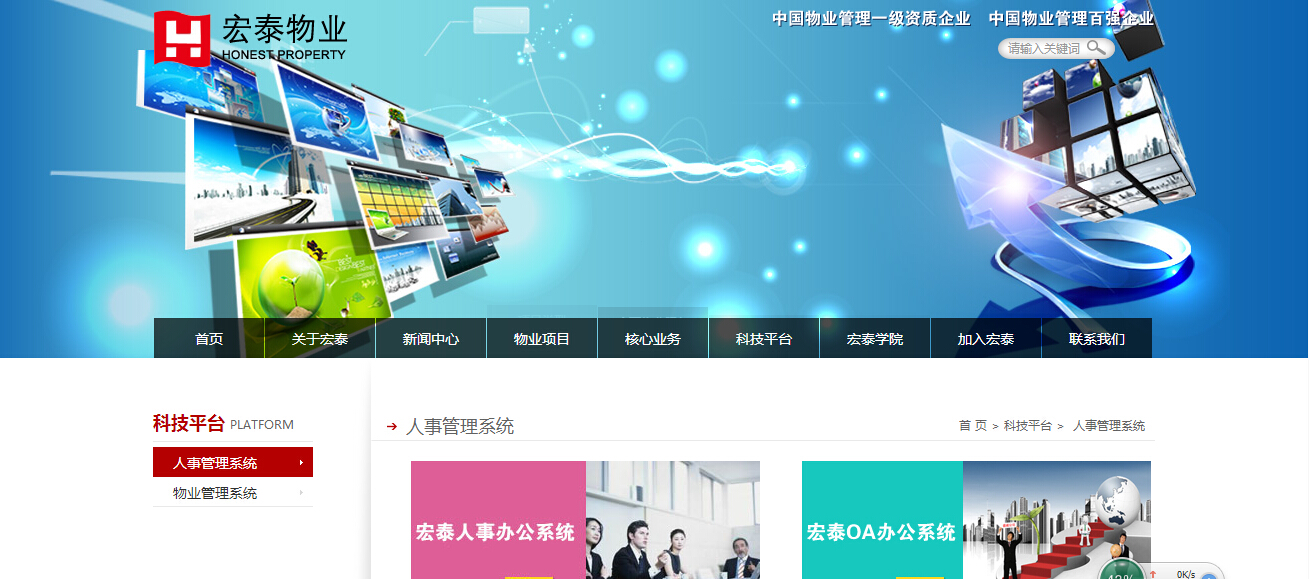 宏泰物业
HONEST PROPERTY
中国物业管理一级资质企业 中国物业管理百强企业
请输入关键词
首页 关于宏泰 新闻中心 物业项目 核心业务 科技平台 宏泰学院 加入宏泰 联系我们
科技平台 PLATFORM
人事管理系统
物业管理系统
人事管理系统
首 页 > 科技平台 > 人事管理系统
宏泰人事办公系统
宏泰OA办公系统
0K/s